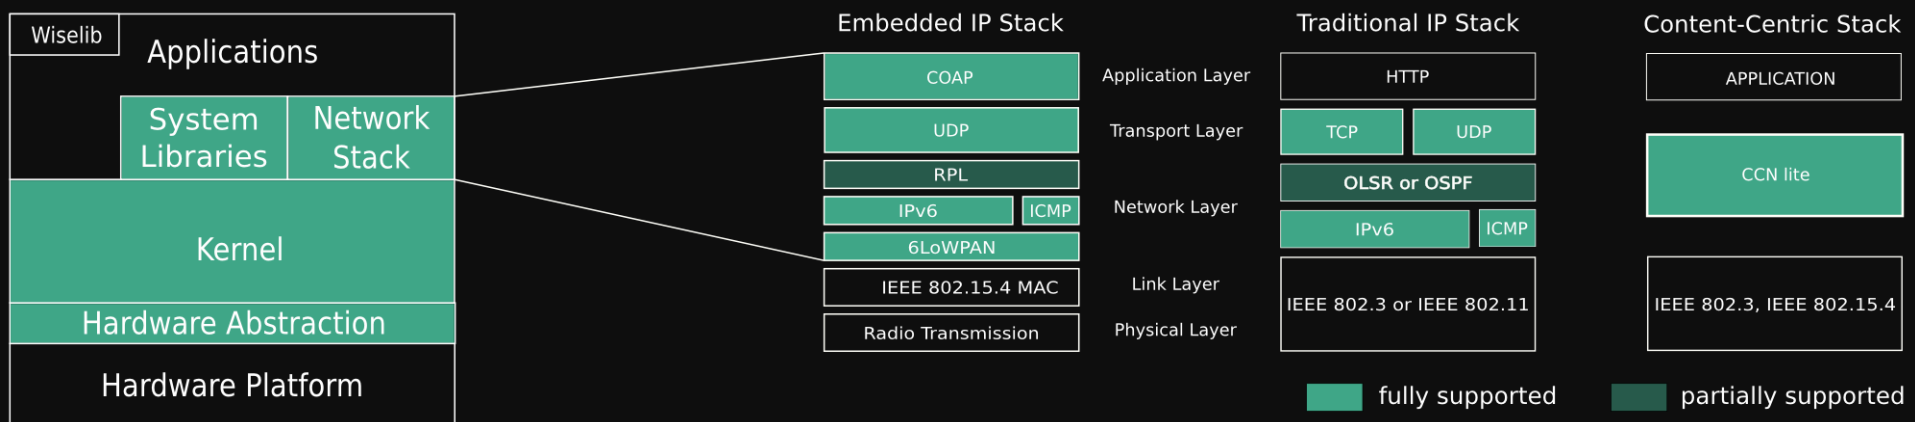 Wiselib
Applications
System
Libraries
Network
Stack
Kernel
Hardware Abstraction
Hardware Platform
Embedded IP Stack
COAP
UDP
RPL
IPv6
ICMP
6LoWPAN
IEEE 802.15.4 MAC
Radio Transmission
Application Layer
Transport Layer
Network Layer
Link Layer
Physical Layer
Traditional IP Stack
HTTP
TCP
UDP
OLSR or OSPF
IPv6
ICMP
IEEE 802.3 or IEEE 802.11
Content-Centric Stack
APPLICATION
CCN lite
IEEE 802.3, IEEE 802.15.4
fully supported
partially supported